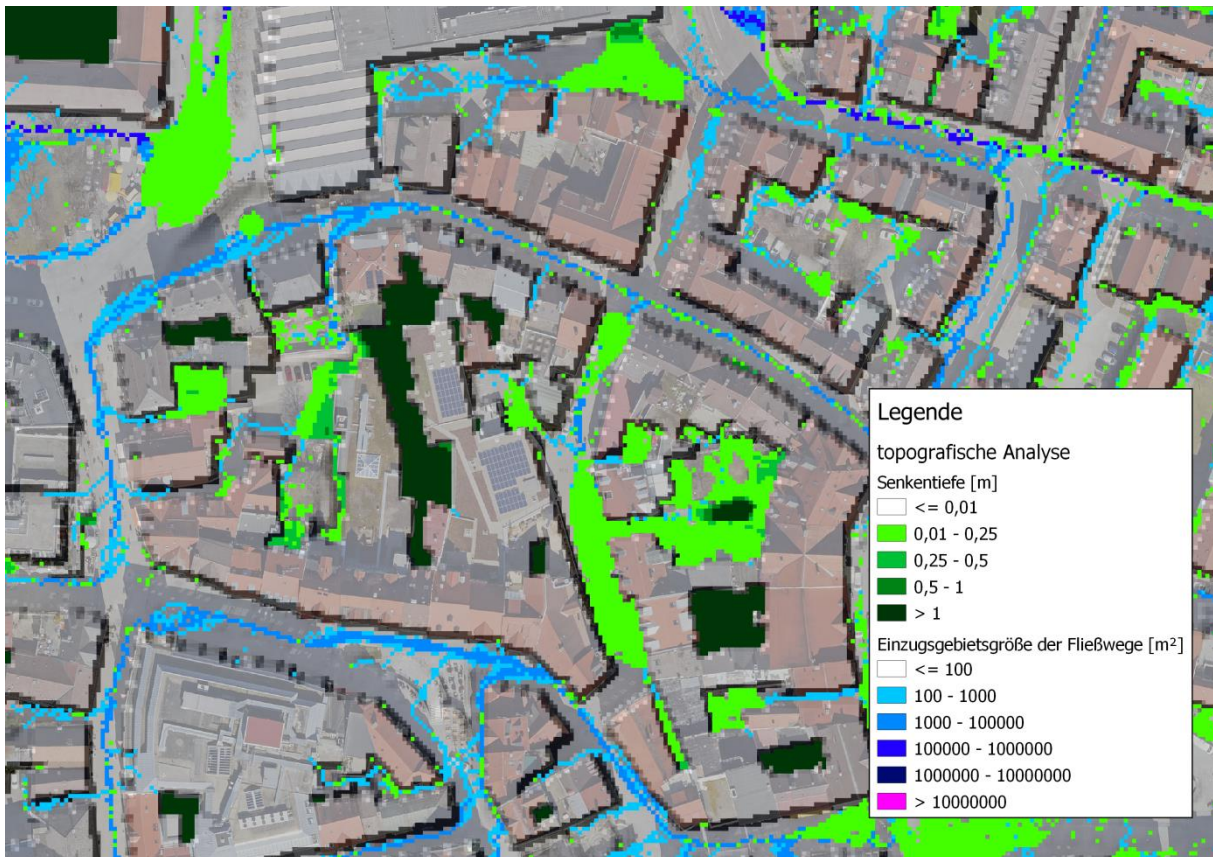 Legende
topografische Analyse
Senkentiefe [m]
<= 0,01
0,01 - 0,25
0,25 - 0,5
0,5 - 1
> 1
Einzugsgebietsgröße der Fließwege [m²]
<= 100
100 - 1000
1000 - 100000
100000 - 1000000
1000000 - 10000000
> 10000000